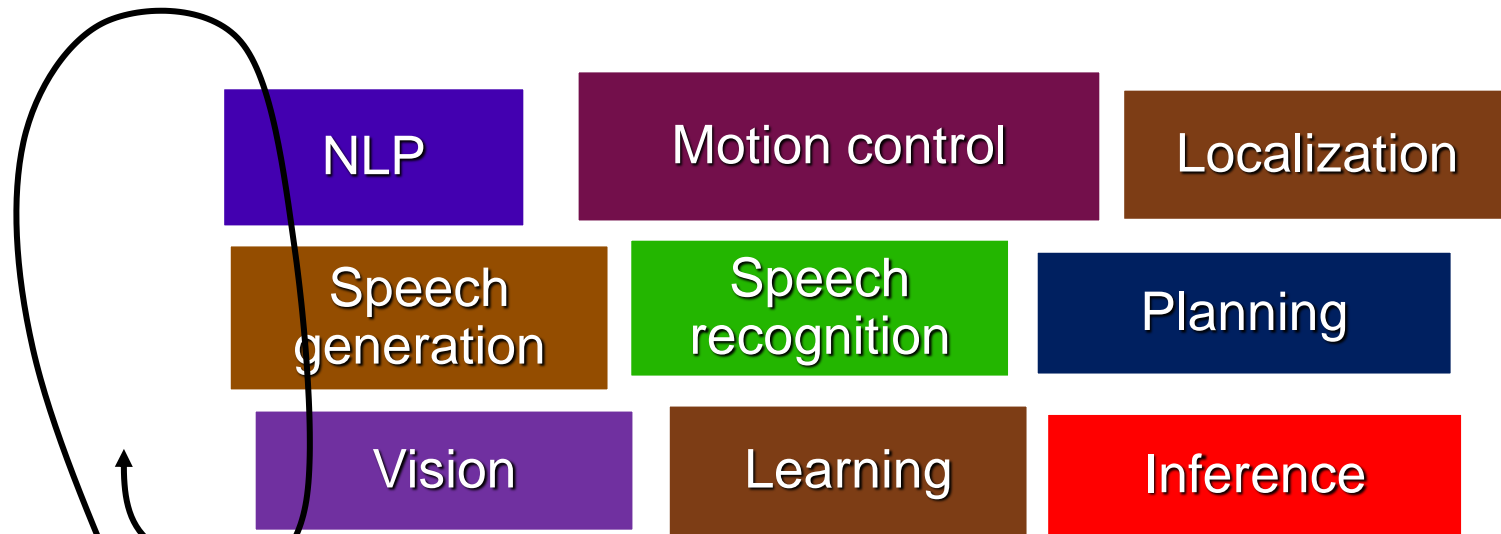 NLP
Motion control
Localization
Speech
generation
Speech
recognition
Planning
Vision
Learning
Inference